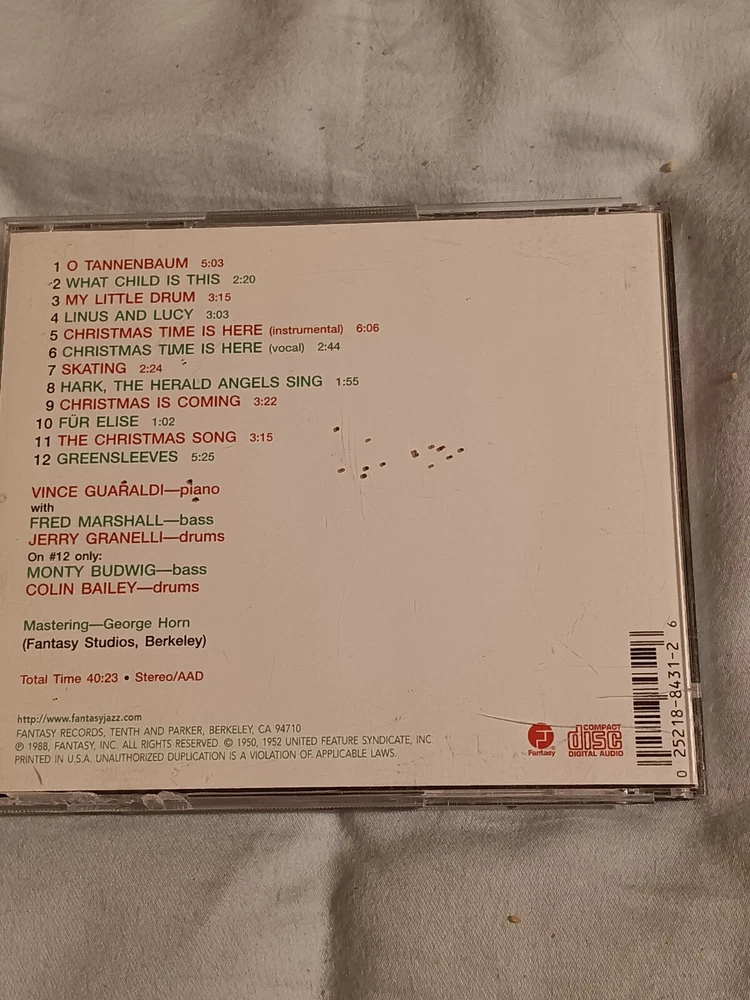 1 O TANNENBAUM 5:03
2 WHAT CHILD IS THIS 2:20
3 MY LITTLE DRUM 3:15
4 LINUS AND LUCY 3:03
5 CHRISTMAS TIME IS HERE (instrumental) 6:06
6 CHRISTMAS TIME IS HERE (vocal) 2:44
7 SKATING 2:24
8 HARK, THE HERALD ANGELS SING 1:55
9 CHRISTMAS IS COMING 3:22
10 FÜR ELISE 1:02
11 THE CHRISTMAS SONG 3:15
12 GREENSLEEVES 5:25
VINCE GUARALDI—piano
with
FRED MARSHALL—bass
JERRY GRANELLI—drums
On #12 only:
MONTY BUDWIG—bass
COLIN BAILEY—drums
Mastering—George Horn
(Fantasy Studios, Berkeley)
Total Time 40:23 • Stereo/AAD
http://www.fantasyjazz.com
FANTASY RECORDS, TENTH AND PARKER, BERKELEY, CA 94710
℗ 1988, FANTASY, INC. ALL RIGHTS RESERVED. © 1950, 1952 UNITED FEATURE SYNDICATE, INC.
PRINTED IN U.S.A. UNAUTHORIZED DUPLICATION IS A VIOLATION OF APPLICABLE LAWS.
Fantasy
COMPACT
disc
DIGITAL AUDIO
0 25218-8431-2 6